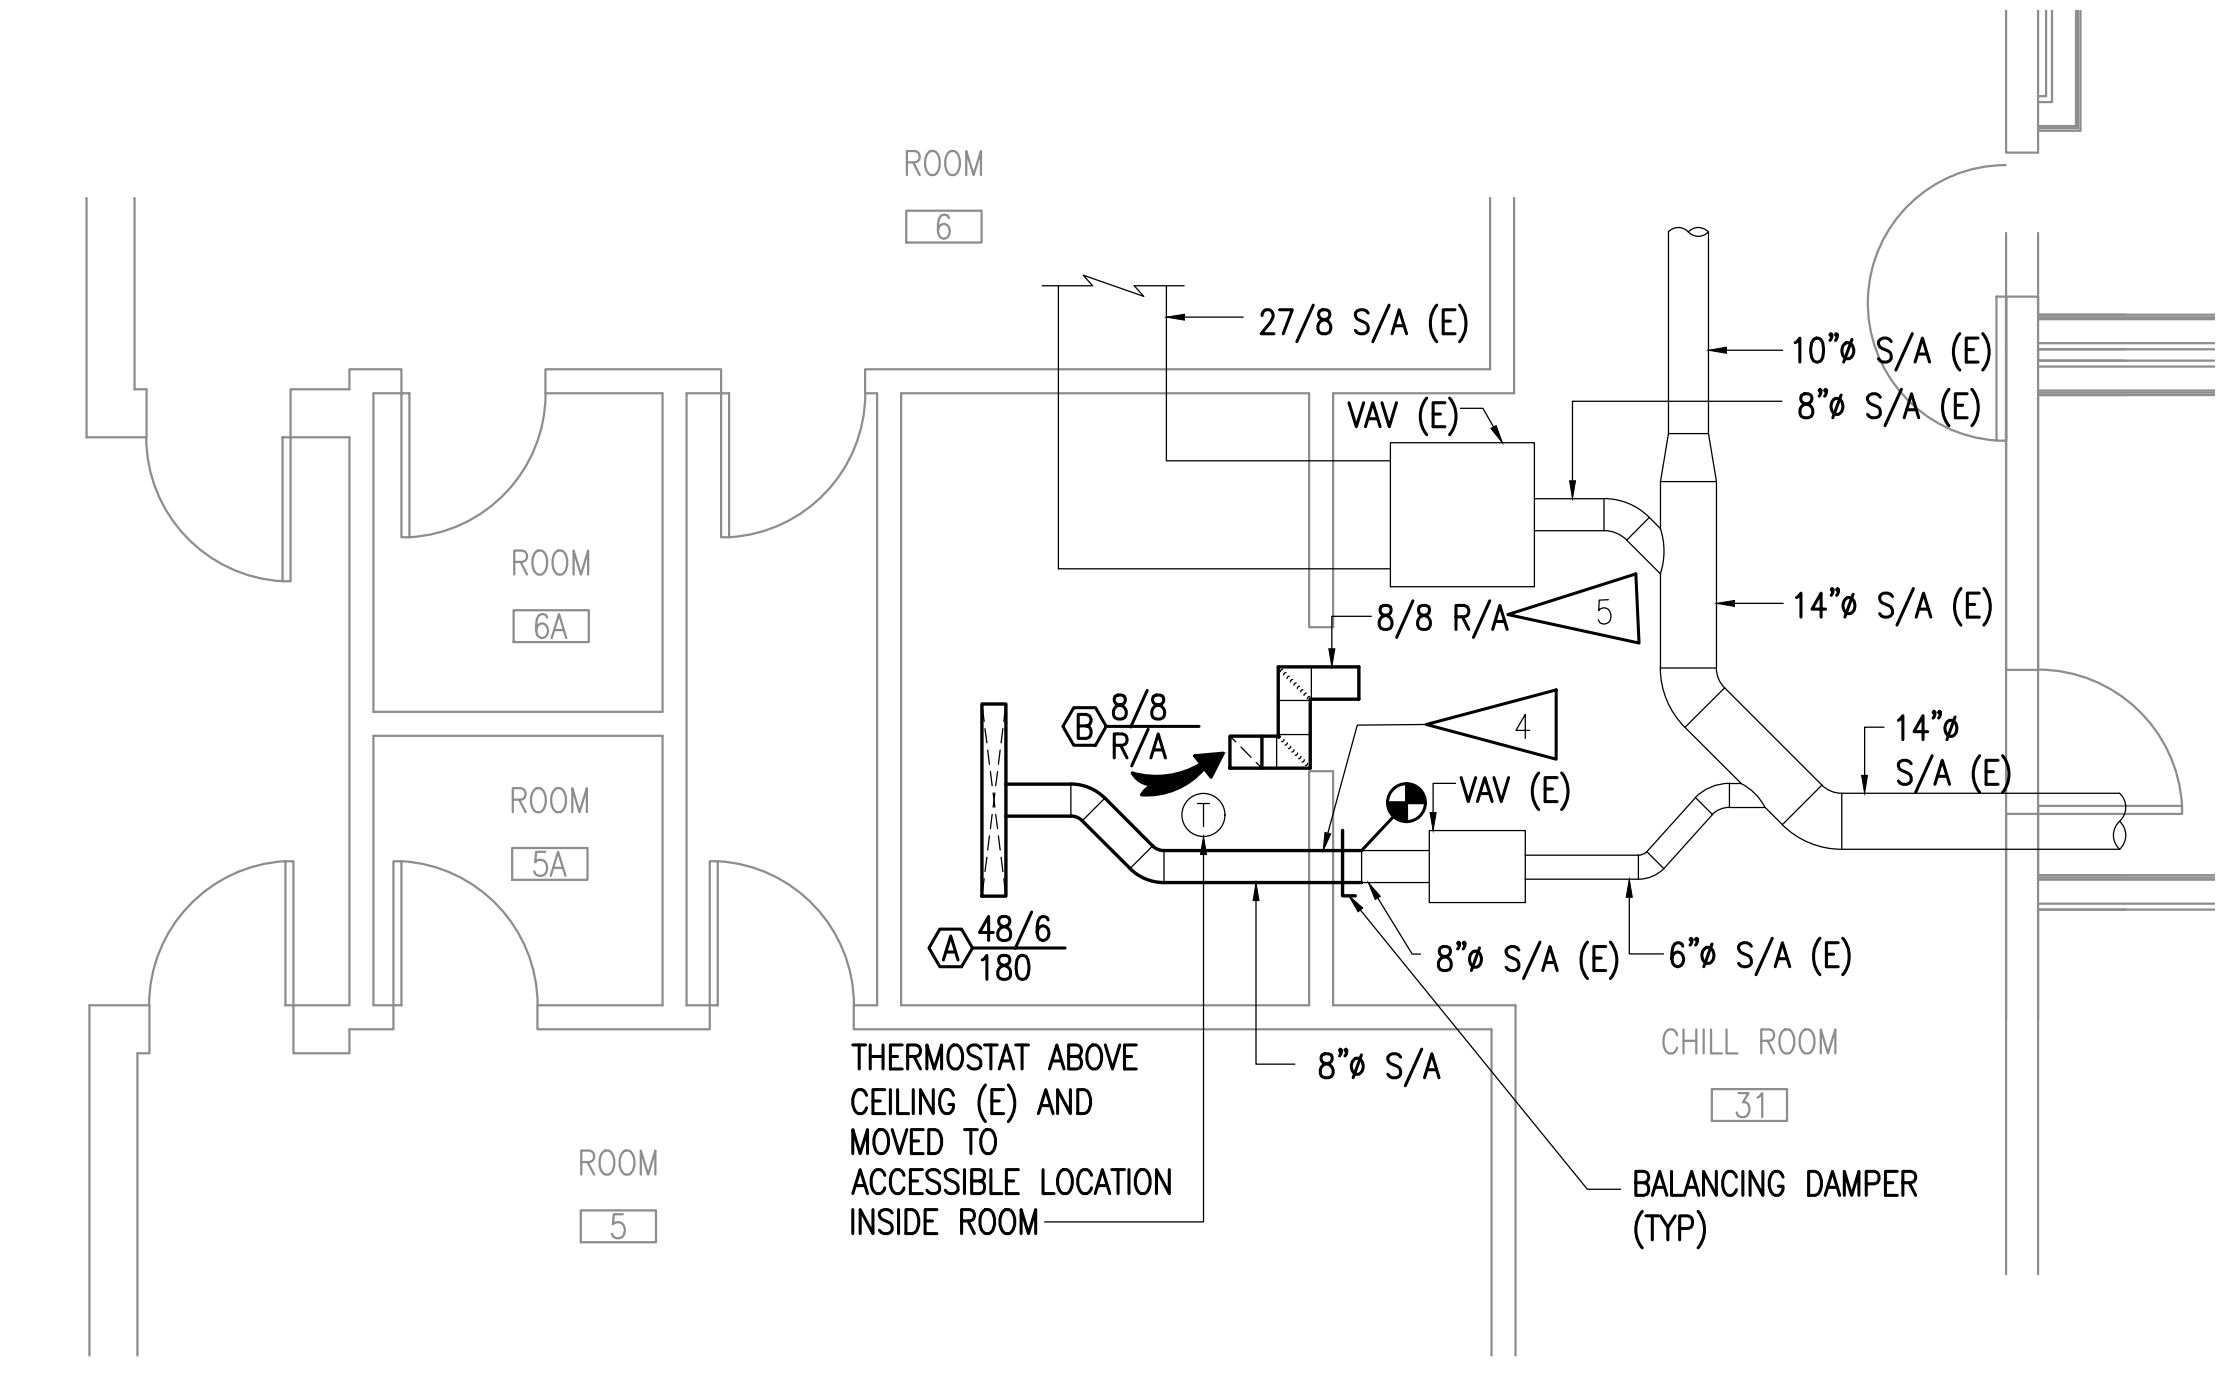 ROOM
6
27/8 S/A (E)
10"ø S/A (E)
8"ø S/A (E)
VAV (E)
ROOM
6A
8/8 R/A
5
14"ø S/A (E)
B
8/8
R/A
4
14"ø
S/A (E)
ROOM
5A
T
VAV (E)
A
48/6
180
8"ø S/A (E)
6"ø S/A (E)
CHILL ROOM
31
THERMOSTAT ABOVE
CEILING (E) AND
MOVED TO
ACCESSIBLE LOCATION
INSIDE ROOM
8"ø S/A
ROOM
5
BALANCING DAMPER
(TYP)